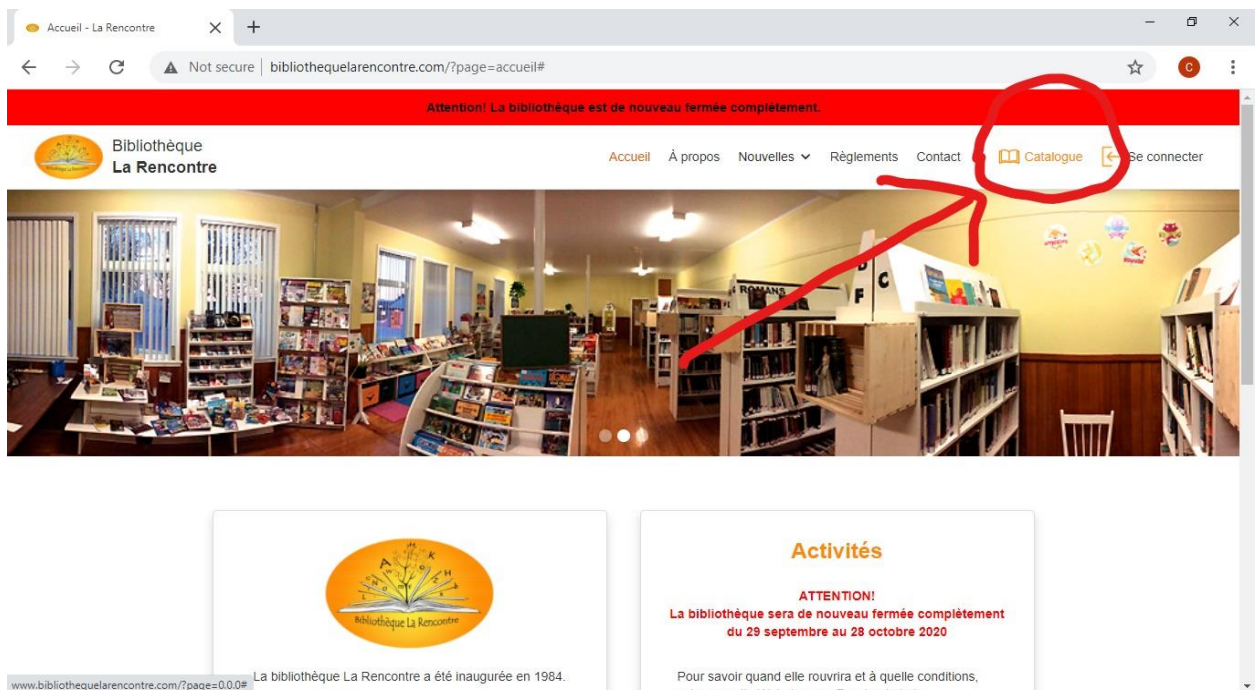 Accueil - La Rencontre
Not secure | bibliothequelarencontre.com/?page=accueil#
C
Attention! La bibliothèque est de nouveau fermée complètement.
Bibliothèque
La Rencontre
Accueil À propos Nouvelles Règlements Contact Catalogue Se connecter
ROMANS
D
C
F
Bibliothèque La Rencontre
La bibliothèque La Rencontre a été inaugurée en 1984.
Activités
ATTENTION!
La bibliothèque sera de nouveau fermée complètement
du 29 septembre au 28 octobre 2020
Pour savoir quand elle rouvrira et à quelle conditions,
www.bibliothequelarencontre.com/?page=0.0.0#